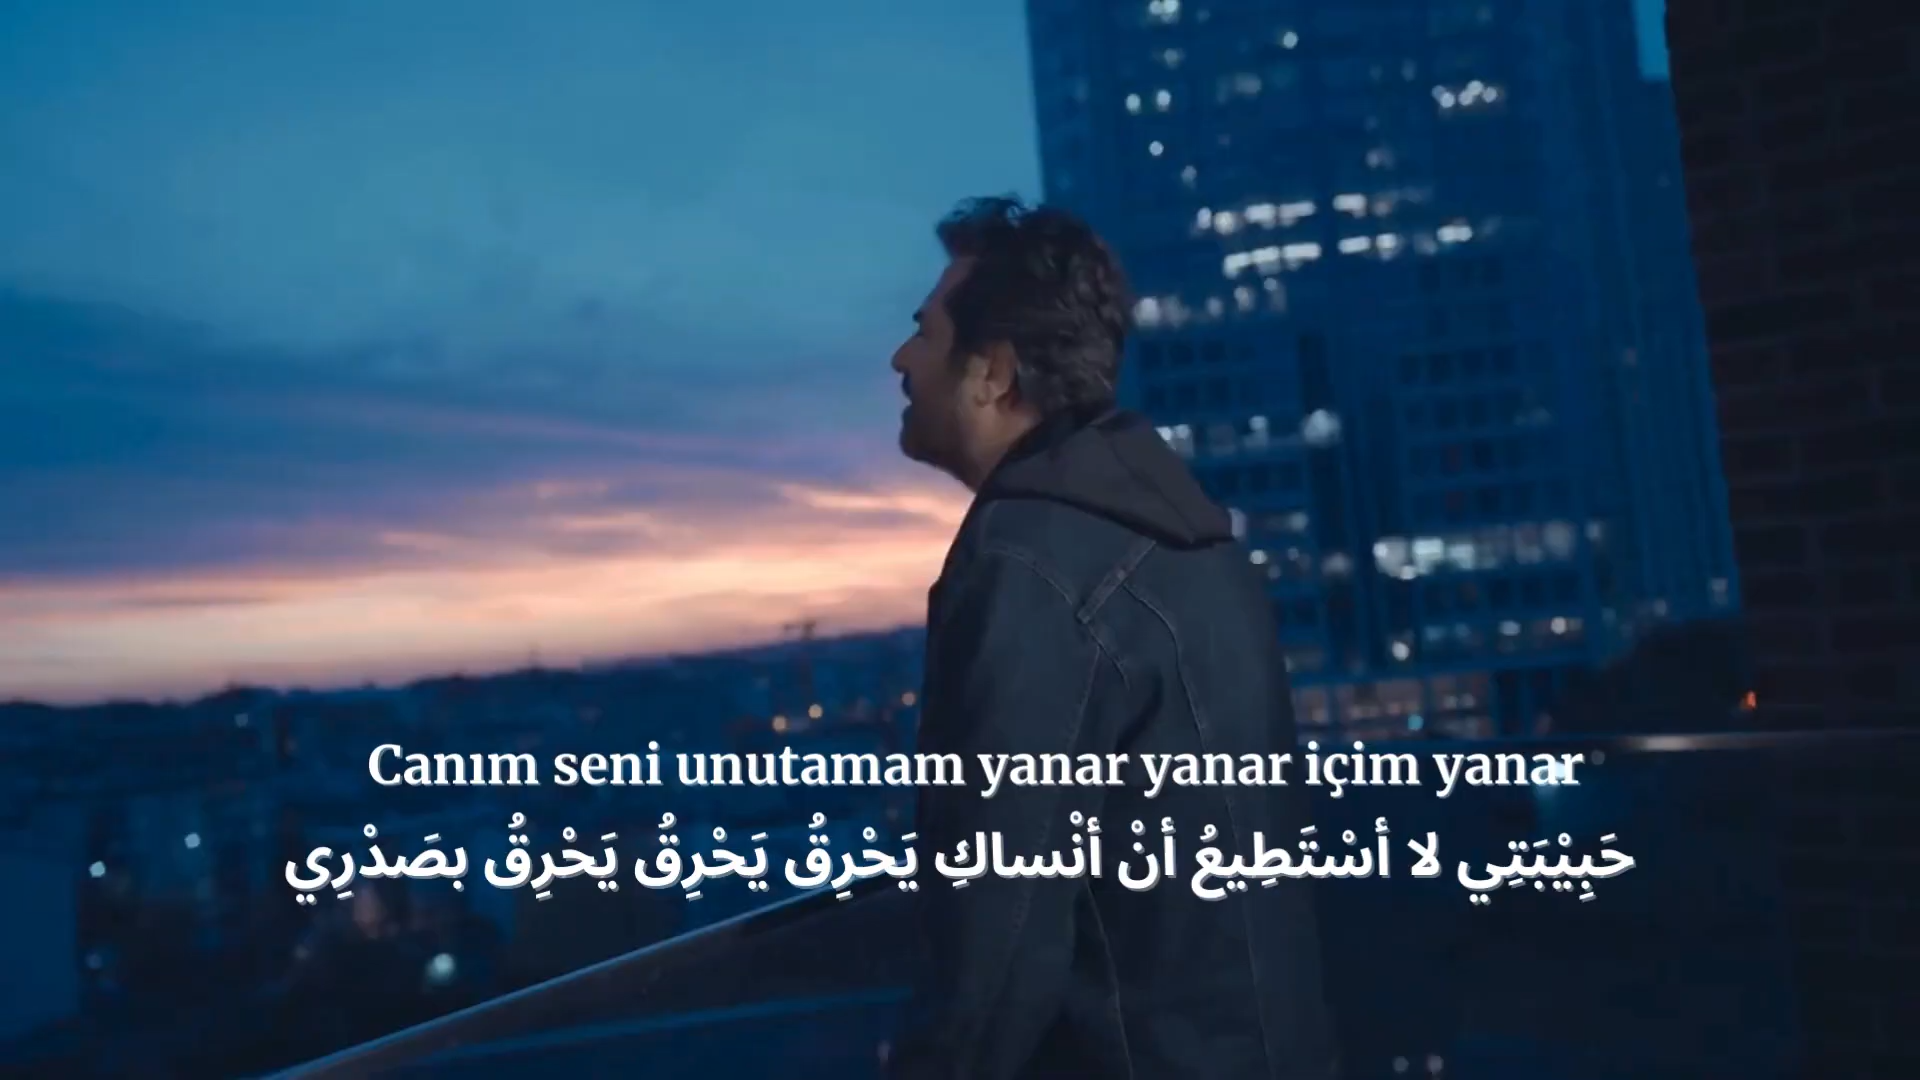 Canım seni unutamam yanar yanar içim yanar
حَبِيْبَتِي لا أسْتَطِيعُ أنْ أنْساكِ يَحْرِقُ يَحْرِقُ يَحْرِقُ بصَدْرِي